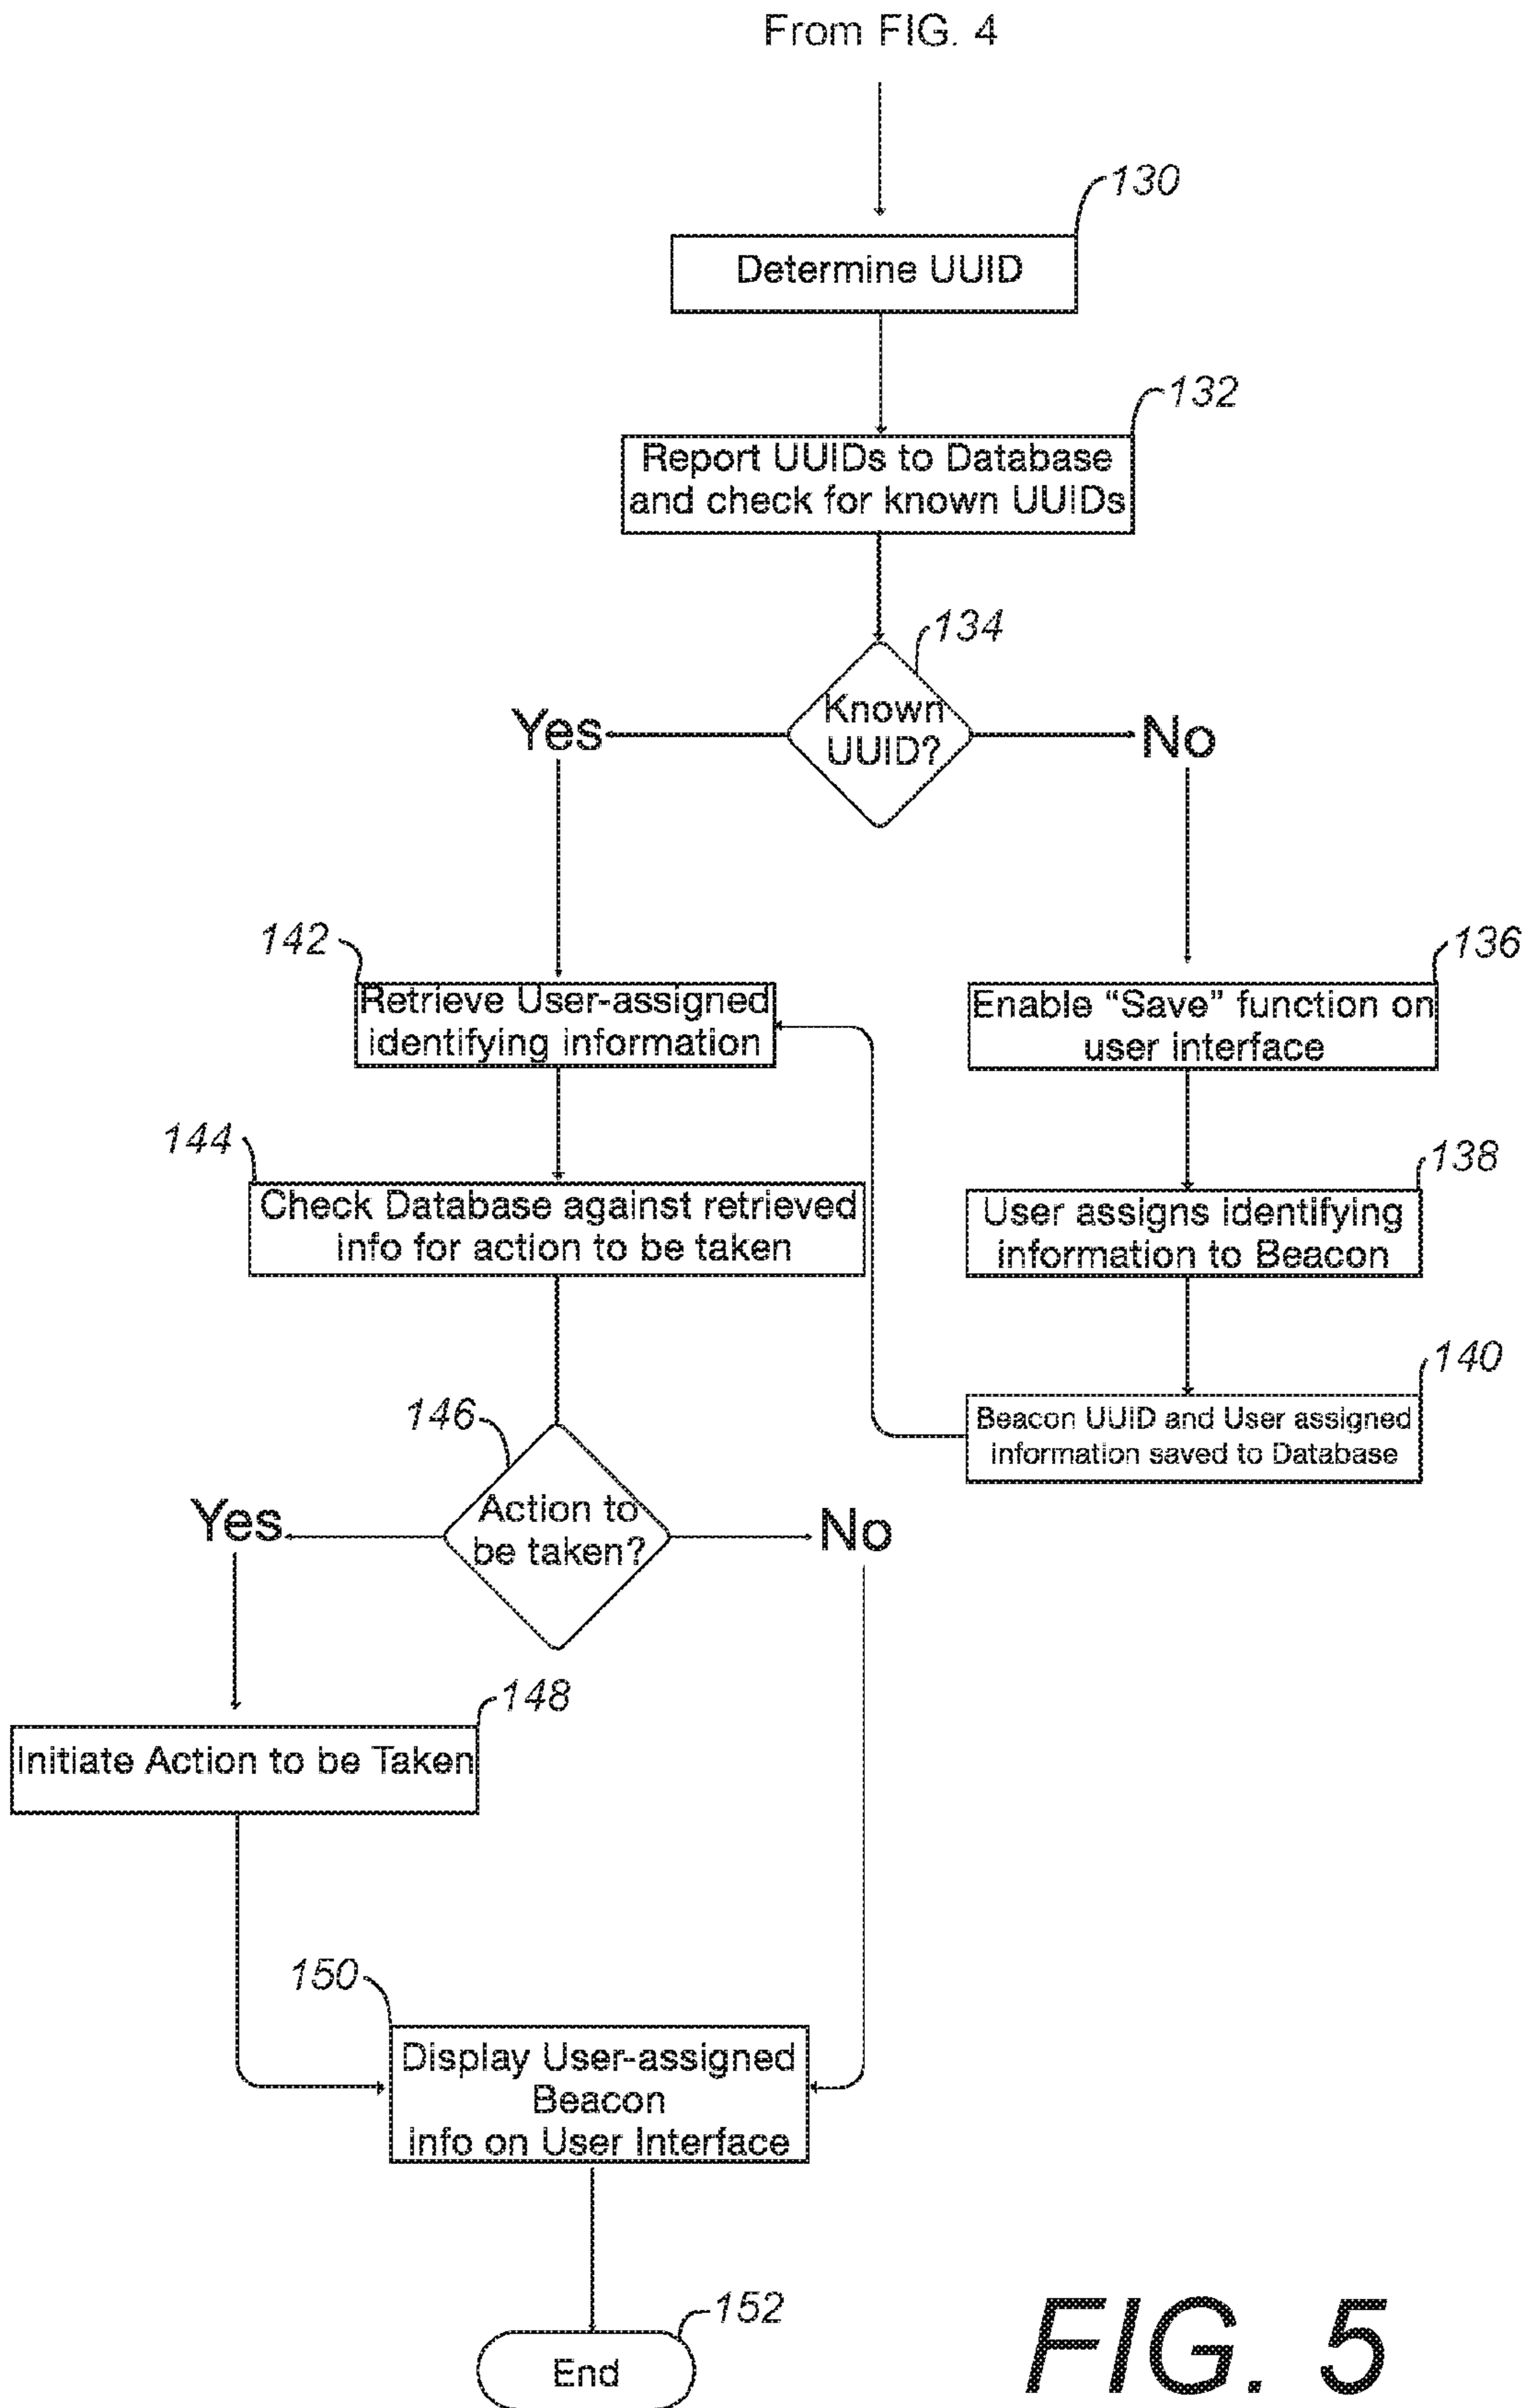 From FIG. 4
130
Determine UUID
132
Report UUIDs to Database
and check for known UUIDs
134
Known
UUID?
Yes
No
142
Retrieve User-assigned
identifying information
136
Enable “Save” function on
user interface
144
Check Database against retrieved
info for action to be taken
138
User assigns identifying
information to Beacon
140
Beacon UUID and User assigned
information saved to Database
146
Action to
be taken?
Yes
No
148
Initiate Action to be Taken
150
Display User-assigned
Beacon
info on User Interface
152
End
FIG. 5